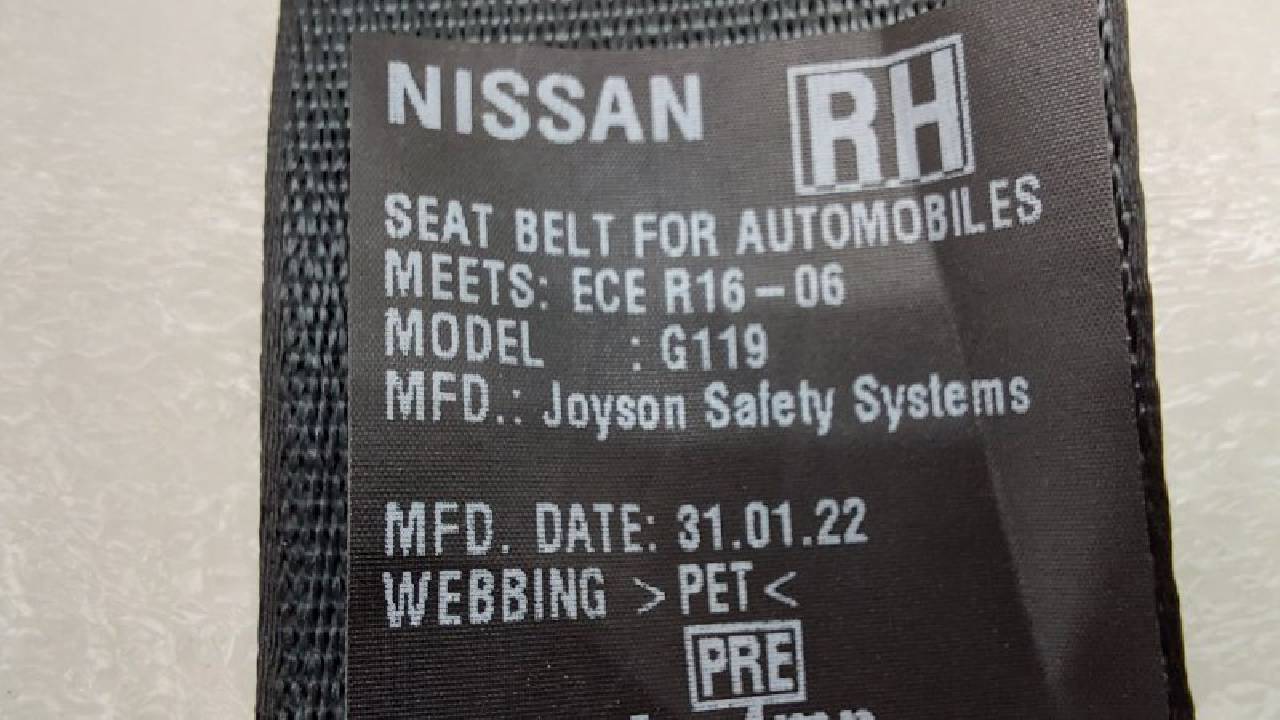 NISSAN RH
SEAT BELT FOR AUTOMOBILES
MEETS: ECE R16-06
MODEL : G119
MFD.: Joyson Safety Systems
MFD. DATE: 31.01.22
WEBBING >PET<
PRE